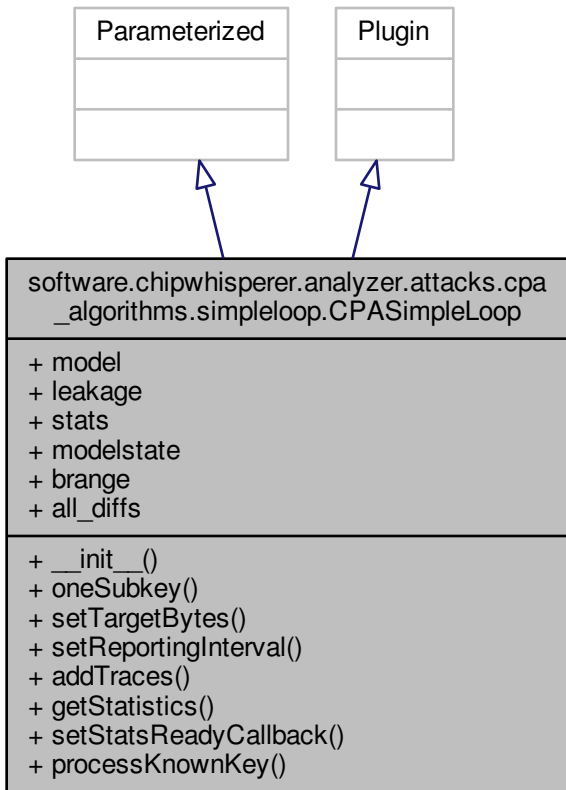 Parameterized
Plugin
software.chipwhisperer.analyzer.attacks.cpa
_algorithms.simpleloop.CPASimpleLoop
+ model
+ leakage
+ stats
+ modelstate
+ brange
+ all_diffs
+ __init__()
+ oneSubkey()
+ setTargetBytes()
+ setReportingInterval()
+ addTraces()
+ getStatistics()
+ setStatsReadyCallback()
+ processKnownKey()